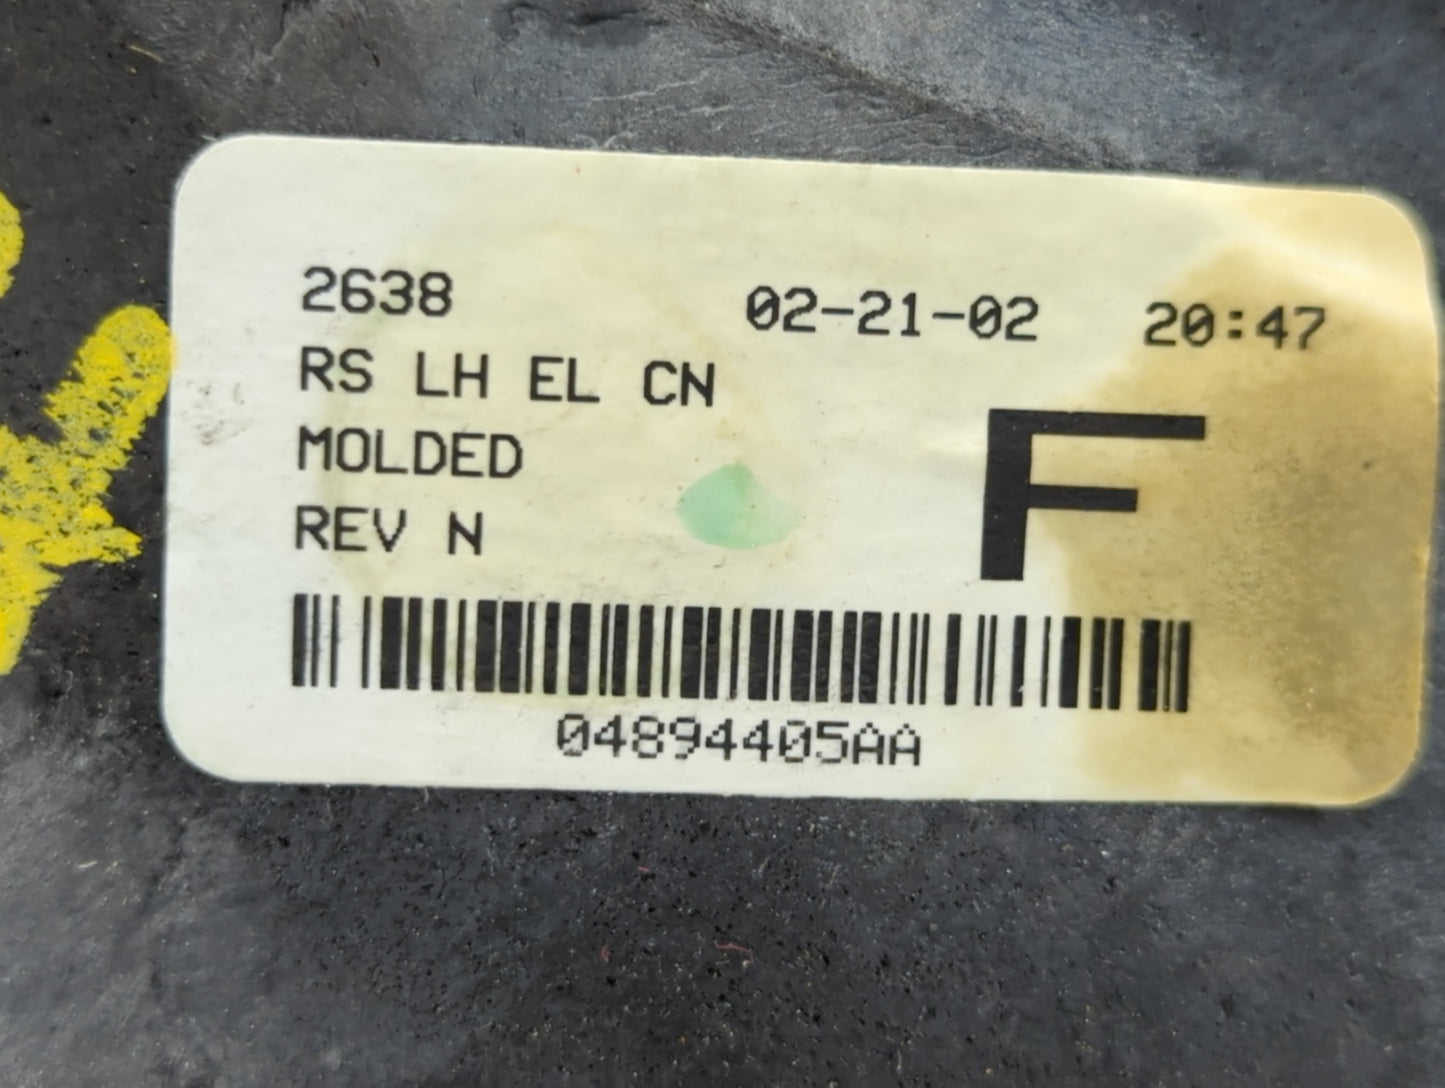 2638 02-21-02 20:47
RS LH EL CN
MOLDED
REV N
F
04894405AA